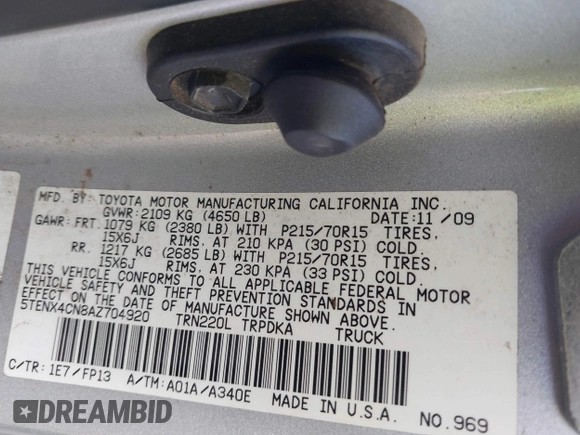 MFD. BY: TOYOTA MOTOR MANUFACTURING CALIFORNIA INC.
GVWR: 2109 KG (4650 LB) DATE: 11 /09
GAWR: FRT. 1079 KG (2380 LB) WITH P215/70R15 TIRES,
15X6J RIMS, AT 210 KPA (30 PSI) COLD.
RR. 1217 KG (2685 LB) WITH P215/70R15 TIRES,
15X6J RIMS, AT 230 KPA (33 PSI) COLD.
THIS VEHICLE CONFORMS TO ALL APPLICABLE FEDERAL MOTOR
VEHICLE SAFETY AND THEFT PREVENTION STANDARDS IN
EFFECT ON THE DATE OF MANUFACTURE SHOWN ABOVE.
5TENX4CN8AZ704920 TRUCK
TRN220L TRPDKA
C/TR: 1E7/FP13 A/TM: A01A/A340E
MADE IN U.S.A. NO. 969
DREAMBID